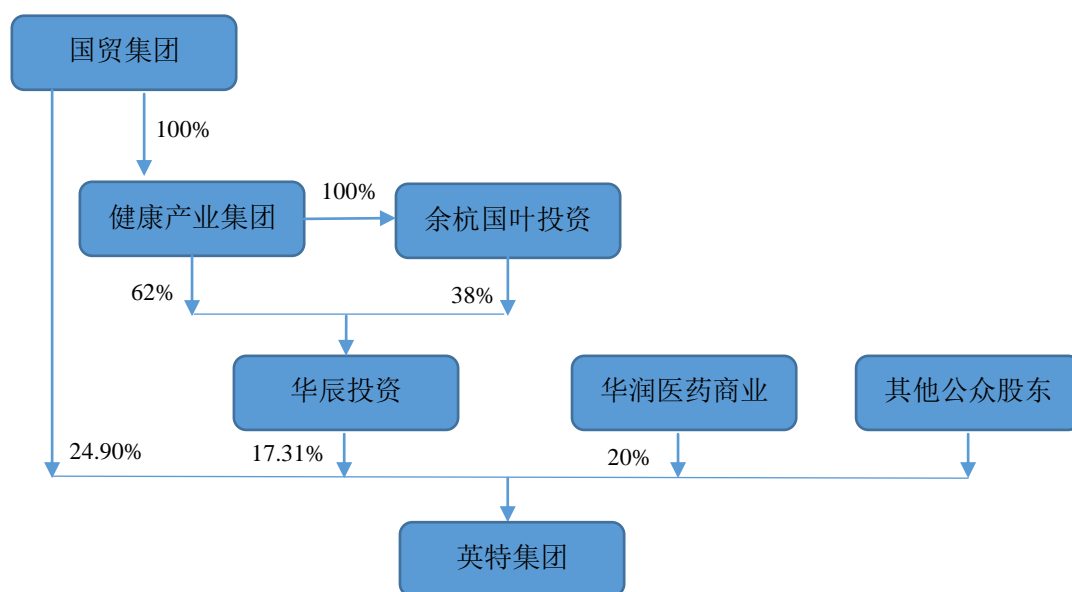 国贸集团
100%
健康产业集团
100%
余杭国叶投资
62%
38%
华辰投资
华润医药商业
其他公众股东
24.90%
17.31%
20%
英特集团